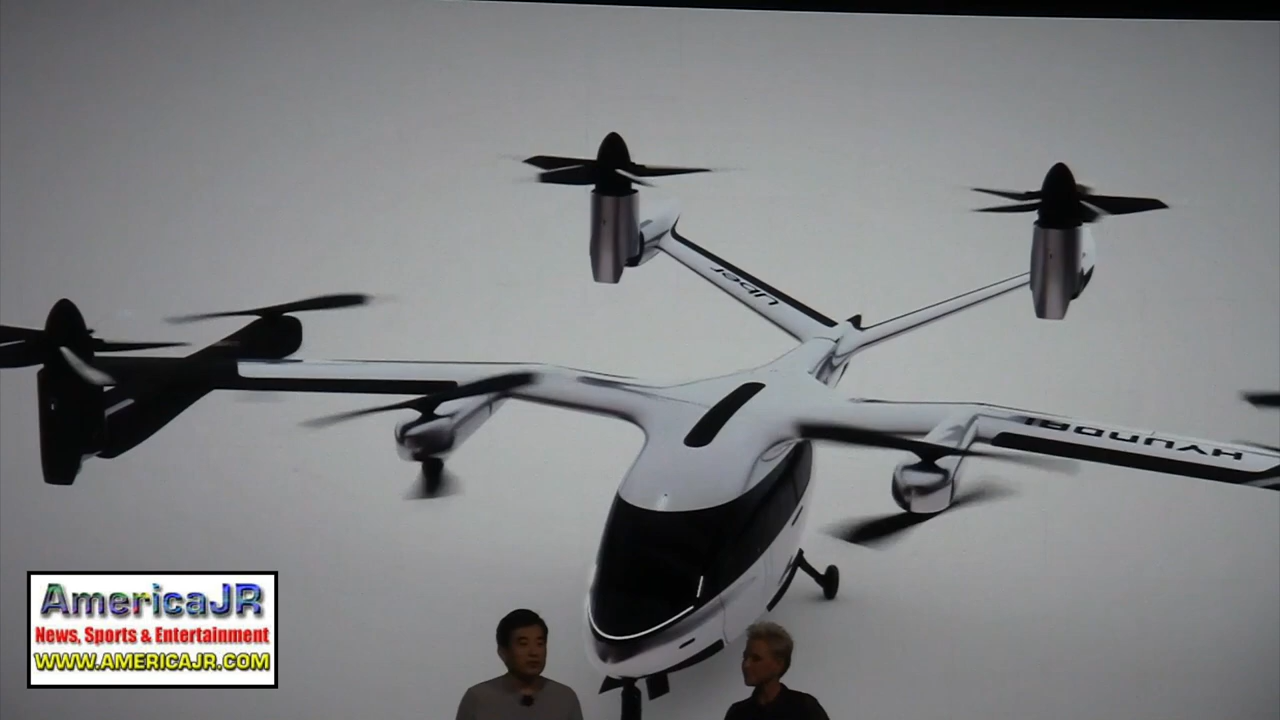 Uber
HYUNDAI
AmericaJR
News, Sports & Entertainment
WWW.AMERICAJR.COM